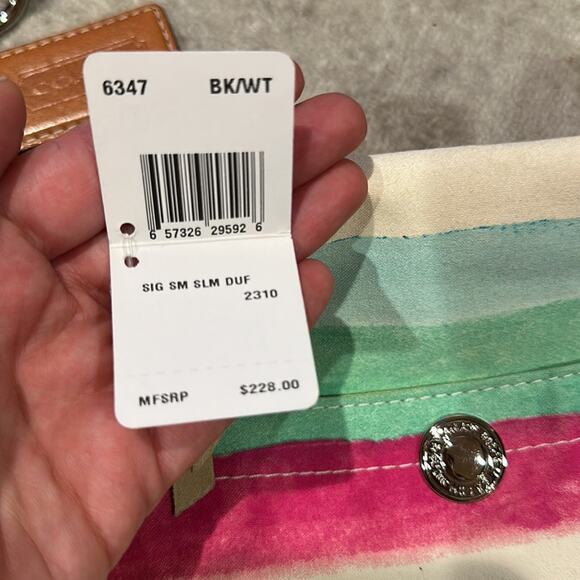 6347 BK/WT
6 57326 29592 6
SIG SM SLM DUF
2310
MFSRP $228.00